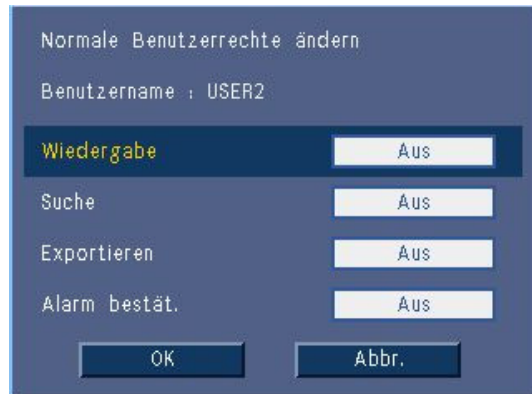 Normale Benutzerrechte ändern
Benutzername : USER2
Wiedergabe Aus
Suche Aus
Exportieren Aus
Alarm bestät. Aus
OK Abbr.